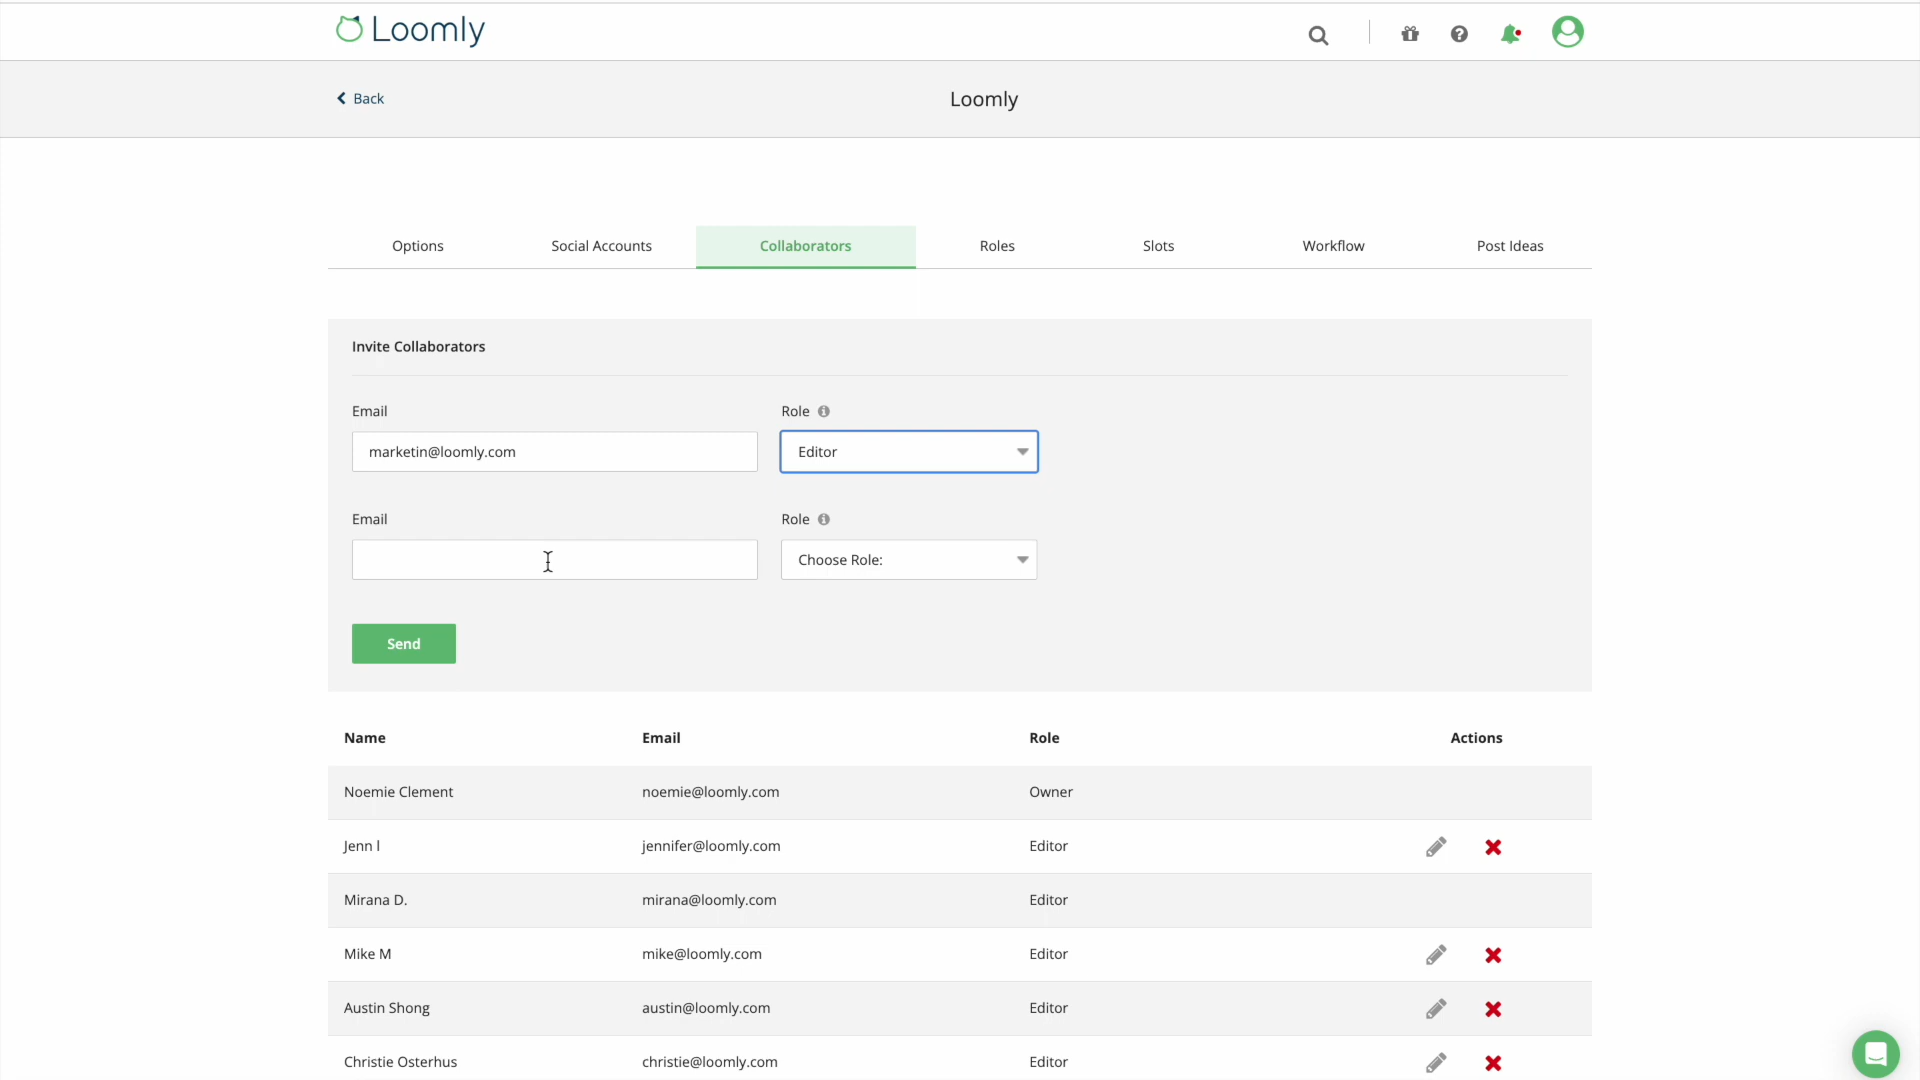 Loomly
Back
Loomly
Options Social Accounts Collaborators Roles Slots Workflow Post Ideas
Invite Collaborators
Email Role
marketin@loomly.com Editor
Email Role
Choose Role:
Send
Name Email Role Actions
Noemie Clement noemie@loomly.com Owner
Jenn l jennifer@loomly.com Editor
Mirana D. mirana@loomly.com Editor
Mike M mike@loomly.com Editor
Austin Shong austin@loomly.com Editor
Christie Osterhus christie@loomly.com Editor